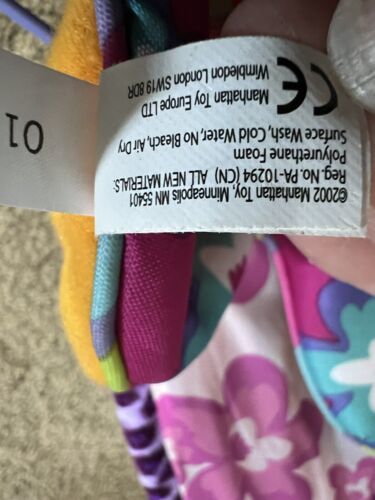 ©2002 Manhattan Toy, Minneapolis MN 55401
Reg. No. PA-10294 (CN) ALL NEW MATERIALS:
Polyurethane Foam
Surface Wash, Cold Water, No Bleach, Air Dry
Manhattan Toy Europe LTD
Wimbledon London SW19 8DR
CE
01